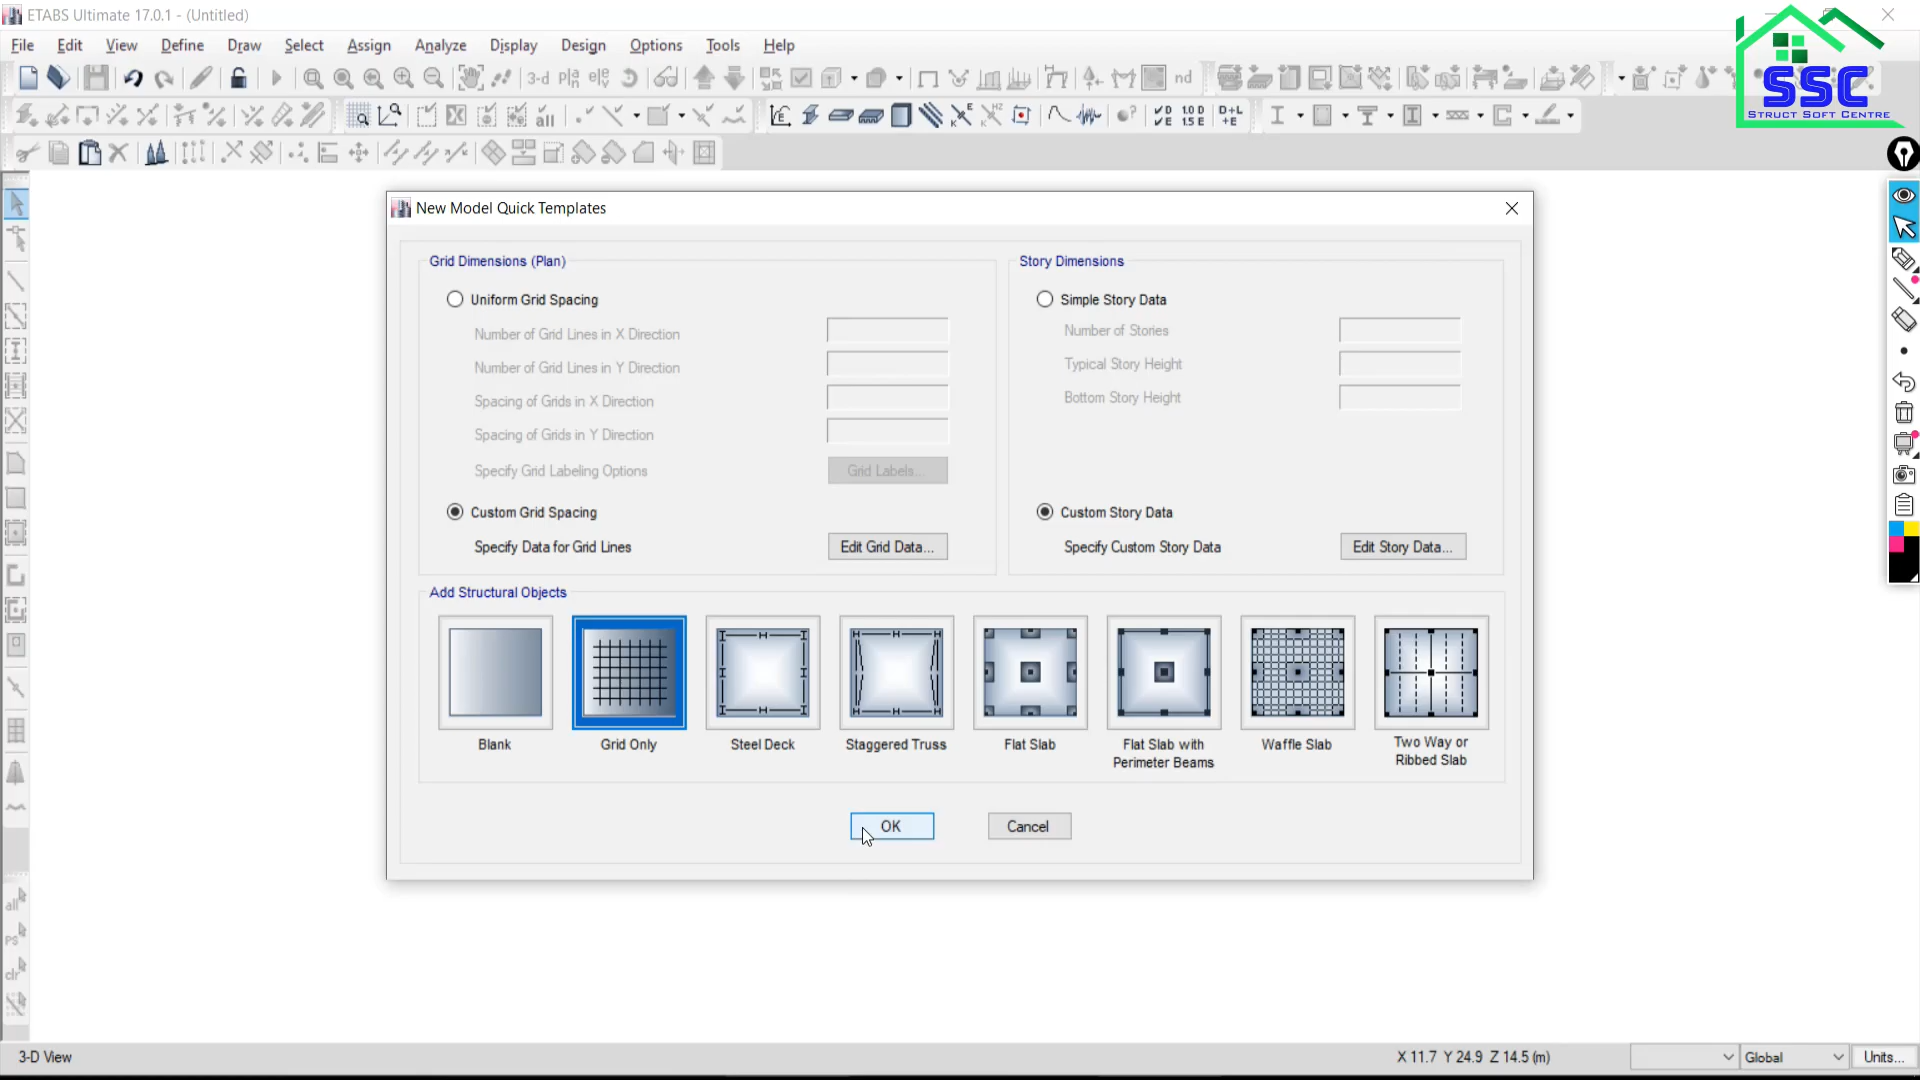 ETABS Ultimate 17.0.1 - (Untitled)
File Edit View Define Draw Select Assign Analyze Display Design Options Tools Help
3-d
nd
all
SSC
STRUCT SOFT CENTRE
New Model Quick Templates
Grid Dimensions (Plan)
Uniform Grid Spacing
Number of Grid Lines in X Direction
Number of Grid Lines in Y Direction
Spacing of Grids in X Direction
Spacing of Grids in Y Direction
Specify Grid Labeling Options
Grid Labels...
Custom Grid Spacing
Specify Data for Grid Lines
Edit Grid Data...
Story Dimensions
Simple Story Data
Number of Stories
Typical Story Height
Bottom Story Height
Custom Story Data
Specify Custom Story Data
Edit Story Data...
Add Structural Objects
Blank
Grid Only
Steel Deck
Staggered Truss
Flat Slab
Flat Slab with
Perimeter Beams
Waffle Slab
Two Way or
Ribbed Slab
OK
Cancel
all
PS
clr
3-D View
X 11.7 Y 24.9 Z 14.5 (m)
Global
Units...